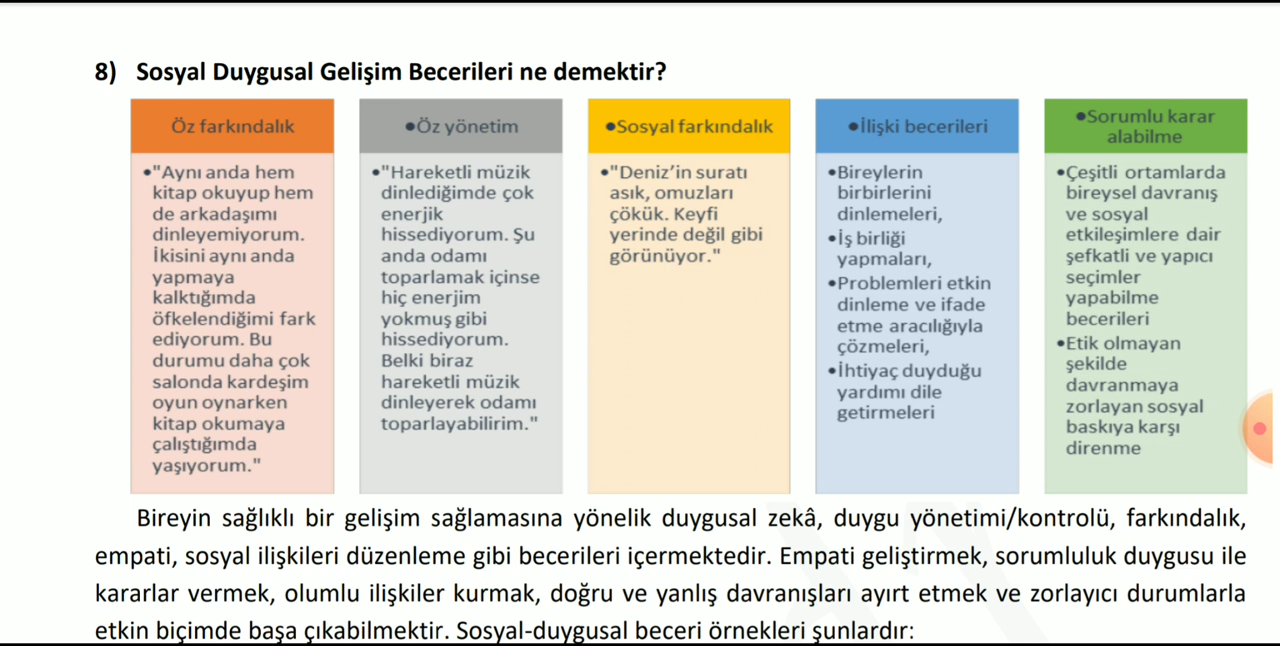 8) Sosyal Duygusal Gelişim Becerileri ne demektir?
Öz farkındalık
•"Aynı anda hem
kitap okuyup hem
de arkadaşımı
dinleyemiyorum.
İkisini aynı anda
yapmaya
kalktığımda
öfkelendiğimi fark
ediyorum. Bu
durumu daha çok
salonda kardeşim
oyun oynarken
kitap okumaya
çalıştığımda
yaşıyorum."
•Öz yönetim
•"Hareketli müzik
dinlediğimde çok
enerjik
hissediyorum. Şu
anda odamı
toparlamak içinse
hiç enerjim
yokmuş gibi
hissediyorum.
Belki biraz
hareketli müzik
dinleyerek odamı
toparlayabilirim."
•Sosyal farkındalık
•"Deniz’in suratı
asık, omuzları
çökük. Keyfi
yerinde değil gibi
görünüyor."
•İlişki becerileri
•Bireylerin
birbirlerini
dinlemeleri,
•İş birliği
yapmaları,
•Problemleri etkin
dinleme ve ifade
etme aracılığıyla
çözmeleri,
•İhtiyaç duyduğu
yardımı dile
getirmeleri
•Sorumlu karar
alabilme
•Çeşitli ortamlarda
bireysel davranış
ve sosyal
etkileşimlere dair
şefkatli ve yapıcı
seçimler
yapabilme
becerileri
•Etik olmayan
şekilde
davranmaya
zorlayan sosyal
baskıya karşı
direnme
Bireyin sağlıklı bir gelişim sağlamasına yönelik duygusal zekâ, duygu yönetimi/kontrolü, farkındalık,
empati, sosyal ilişkileri düzenleme gibi becerileri içermektedir. Empati geliştirmek, sorumluluk duygusu ile
kararlar vermek, olumlu ilişkiler kurmak, doğru ve yanlış davranışları ayırt etmek ve zorlayıcı durumlarla
etkin biçimde başa çıkabilmektir. Sosyal-duygusal beceri örnekleri şunlardır: